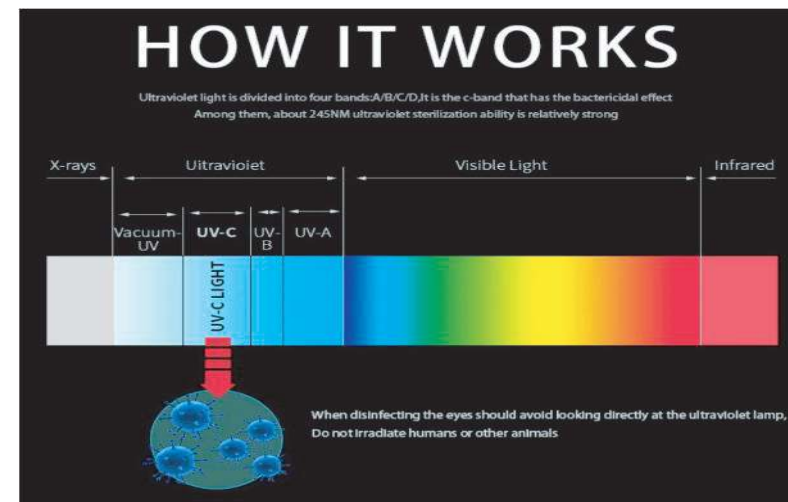 HOW IT WORKS
Ultraviolet light is divided into four bands:A/B/C/D,It is the c-band that has the bactericidal effect
Among them, about 245NM ultraviolet sterilization ability is relatively strong
X-rays
Uitravioiet
Visible Light
Infrared
Vacuum-
UV
UV-C
UV-
B
UV-A
UV-C LIGHT
When disinfecting the eyes should avoid looking directly at the ultraviolet lamp,
Do not irradiate humans or other animals